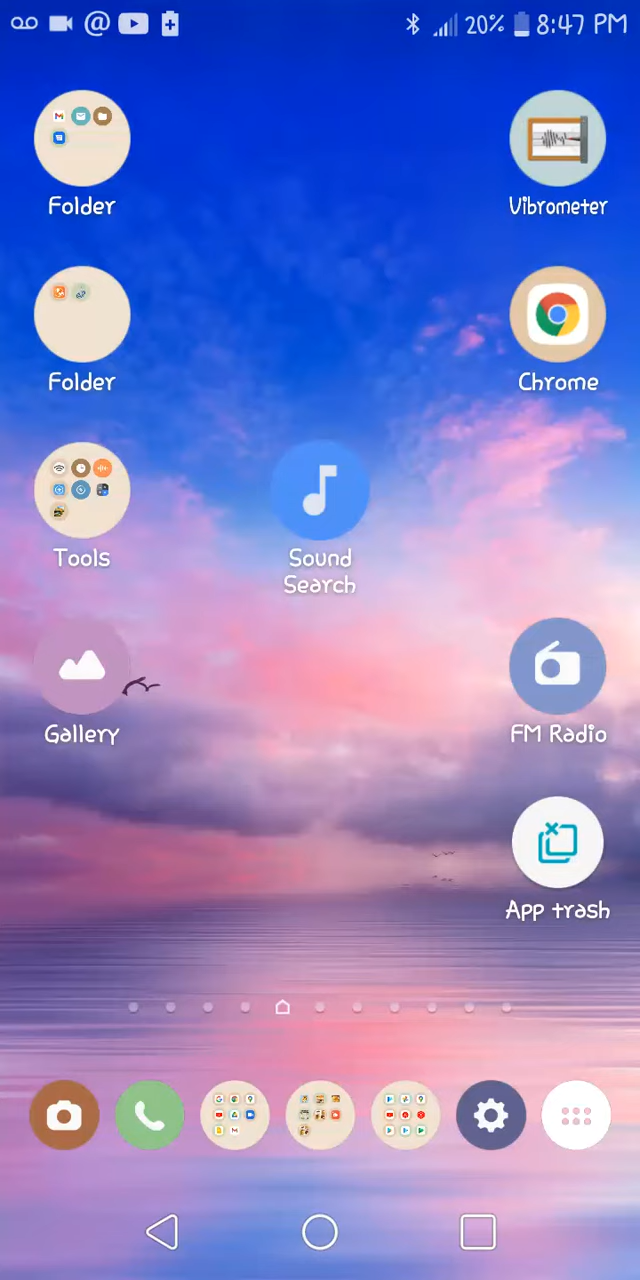 20% 8:47 PM
Folder
Vibrometer
Folder
Chrome
Tools
Sound
Search
Gallery
FM Radio
App trash